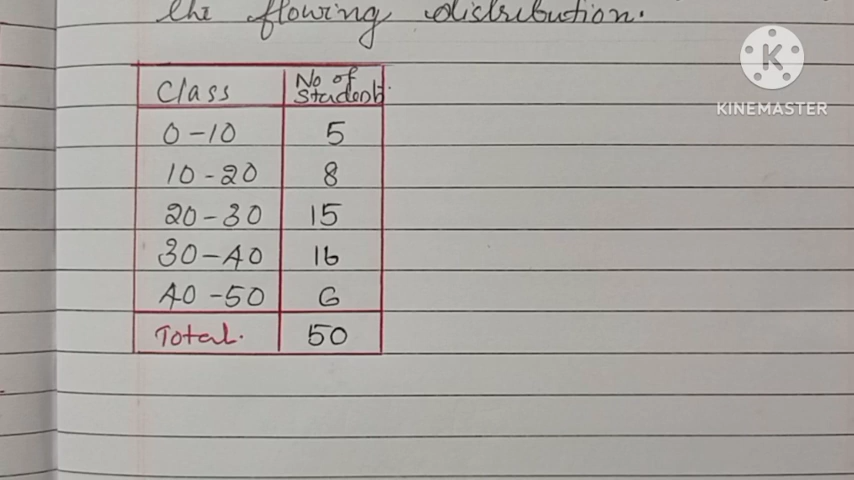 the flowing distribution.
K
KINEMASTER
Class No of Students
0-10 5
10-20 8
20-30 15
30-40 16
40-50 6
Total. 50